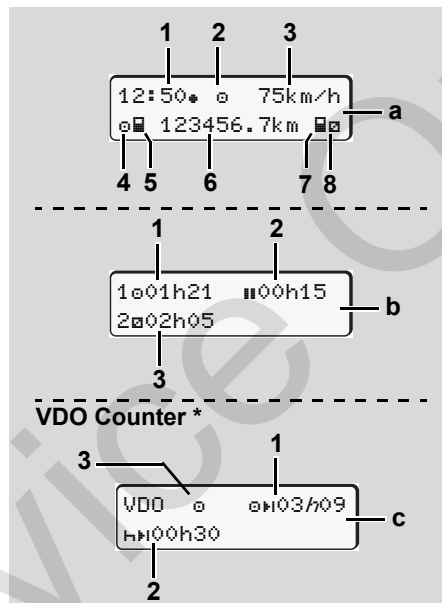 1 2 3
12:50● ⊙ 75km/h
⊙ 123456.7km a
4 5 6 7 8
1 2
1⊙01h21 00h15 b
2⧄02h05
3
VDO Counter *
3 1
VDO ⊙ ⊙03h09 c
00h30
2
vice O